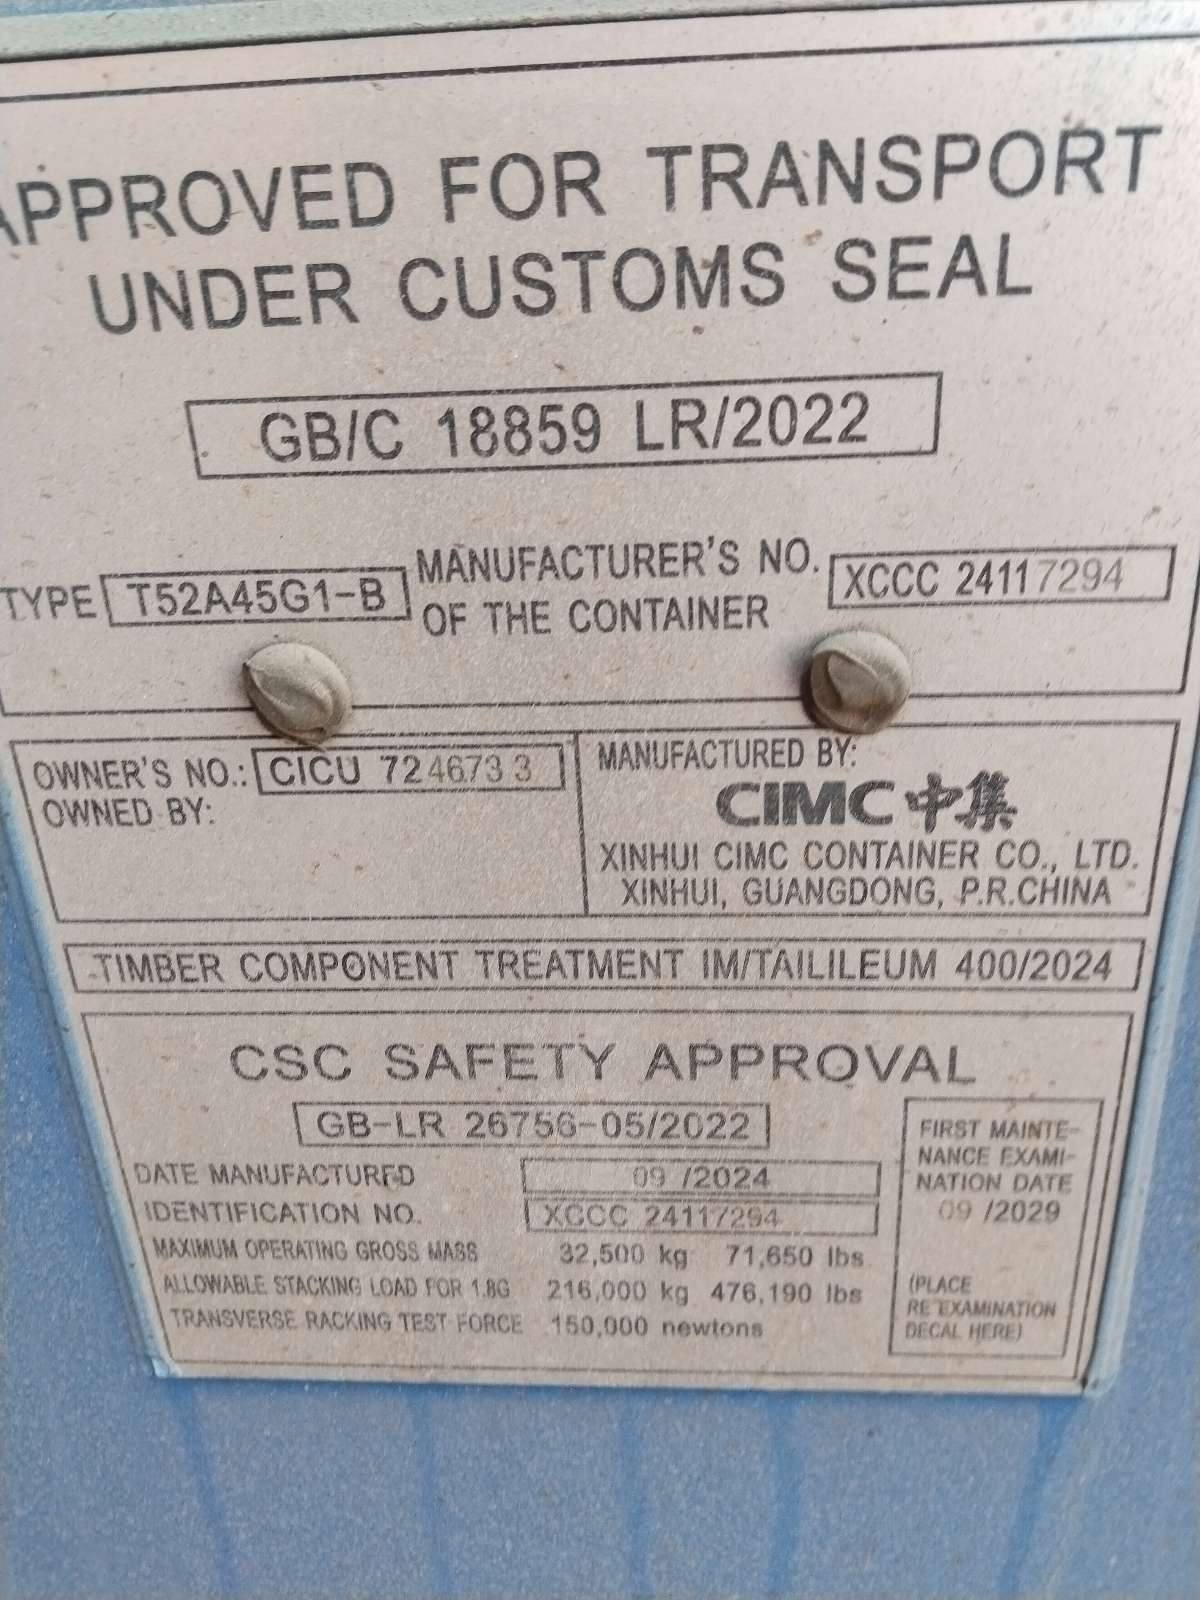 APPROVED FOR TRANSPORT
UNDER CUSTOMS SEAL
GB/C 18859 LR/2022
TYPE T52A45G1-B MANUFACTURER'S NO. OF THE CONTAINER XCCC 24117294
OWNER'S NO.: CICU 7246733
OWNED BY:
MANUFACTURED BY:
CIMC 中集
XINHUI CIMC CONTAINER CO., LTD.
XINHUI, GUANGDONG, P.R.CHINA
TIMBER COMPONENT TREATMENT IM/TAILILEUM 400/2024
CSC SAFETY APPROVAL
GB-LR 26756-05/2022
DATE MANUFACTURED 09 /2024
IDENTIFICATION NO. XCCC 24117294
MAXIMUM OPERATING GROSS MASS 32,500 kg 71,650 lbs
ALLOWABLE STACKING LOAD FOR 1.8G 216,000 kg 476,190 lbs
TRANSVERSE RACKING TEST FORCE 150,000 newtons
FIRST MAINTE-
NANCE EXAMI-
NATION DATE
09 /2029
(PLACE
RE EXAMINATION
DECAL HERE)